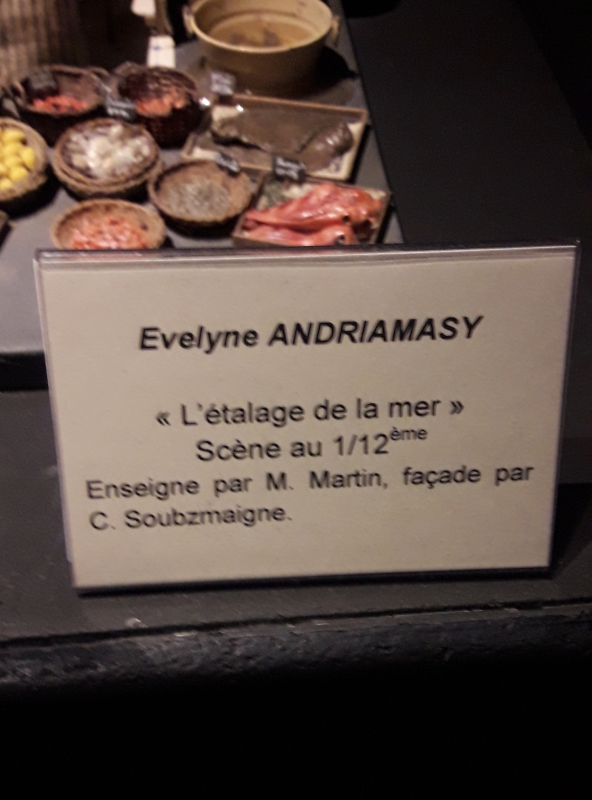 Evelyne ANDRIAMASY
« L'étalage de la mer »
Scène au 1/12ème
Enseigne par M. Martin, façade par
C. Soubzmaigne.